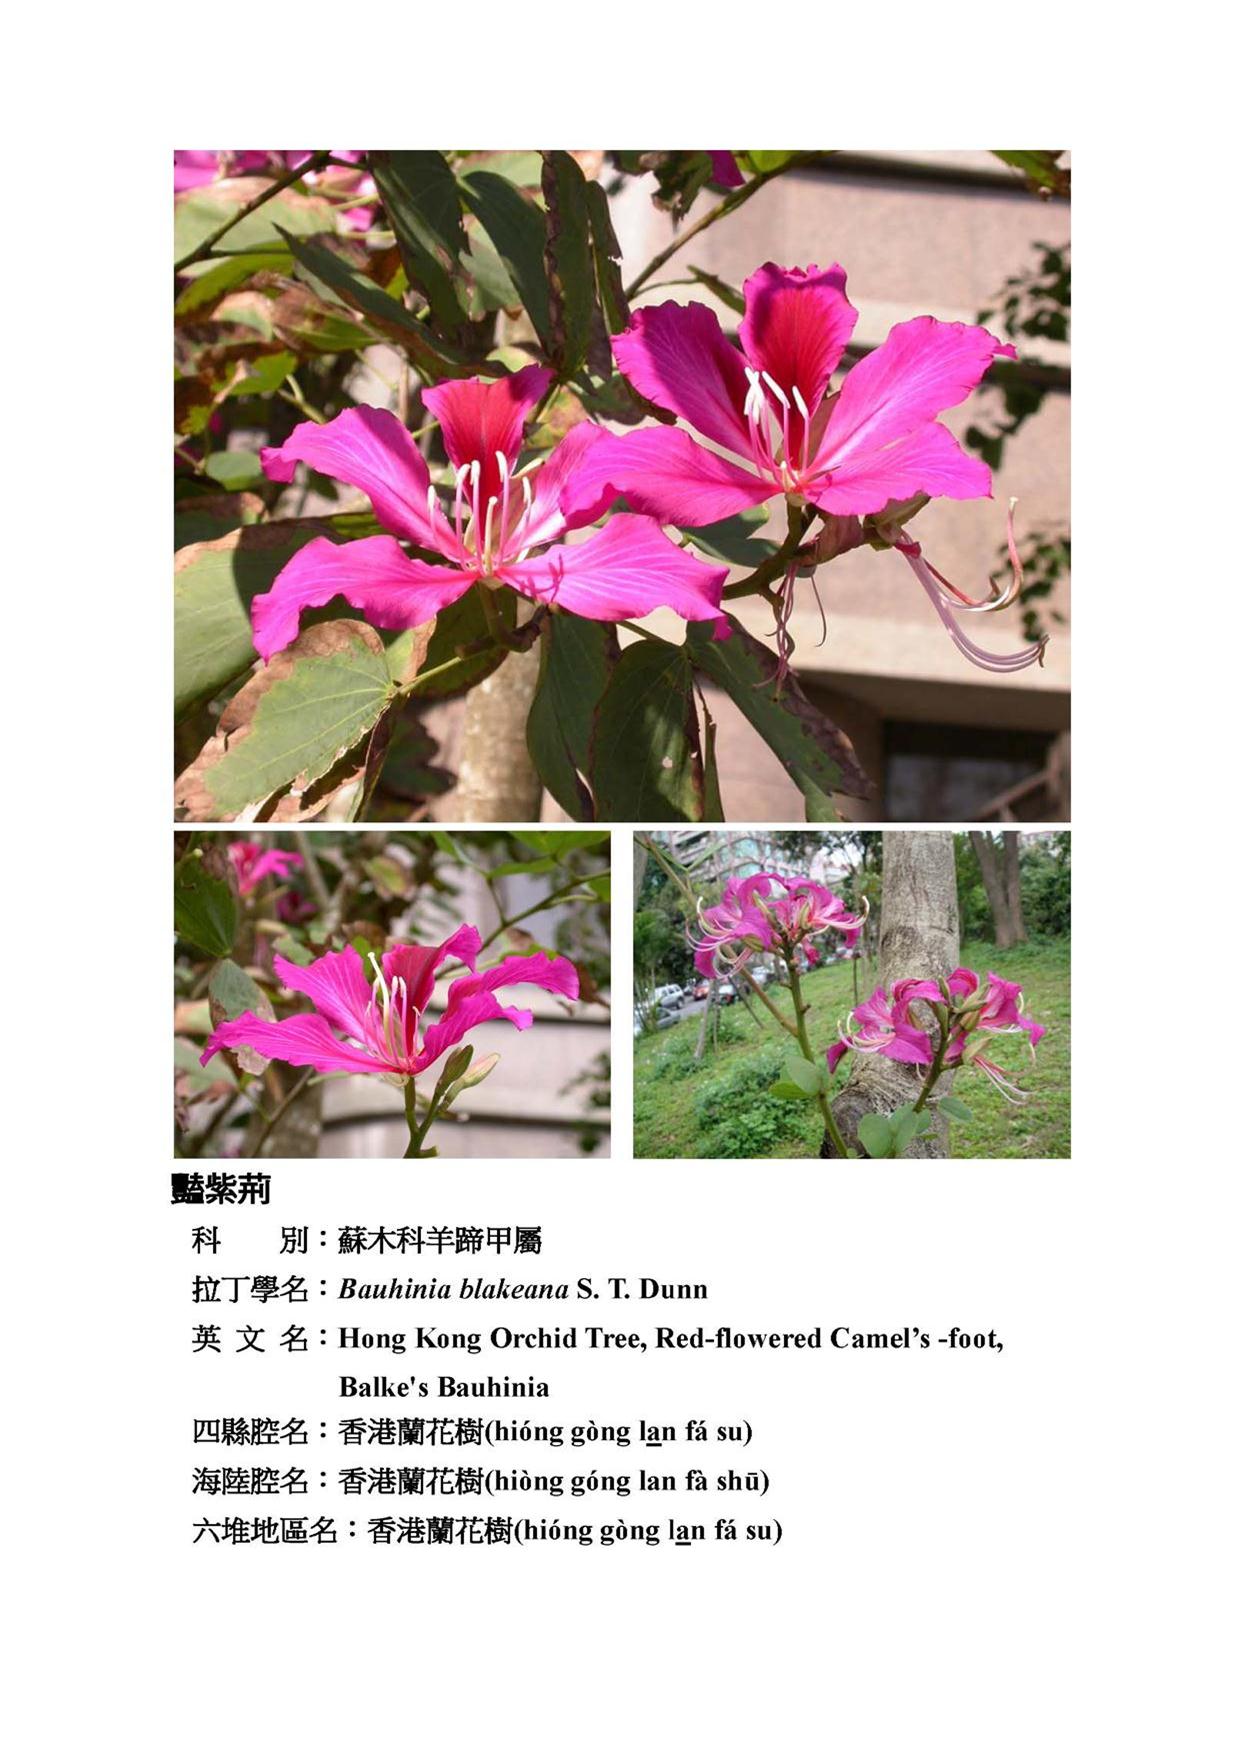 豔紫荊
科　　別：蘇木科羊蹄甲屬
拉丁學名：Bauhinia blakeana S. T. Dunn
英 文 名：Hong Kong Orchid Tree, Red-flowered Camel’s -foot,
Balke's Bauhinia
四縣腔名：香港蘭花樹(hióng gòng lan fá su)
海陸腔名：香港蘭花樹(hiòng góng lan fà shū)
六堆地區名：香港蘭花樹(hióng gòng lan fá su)